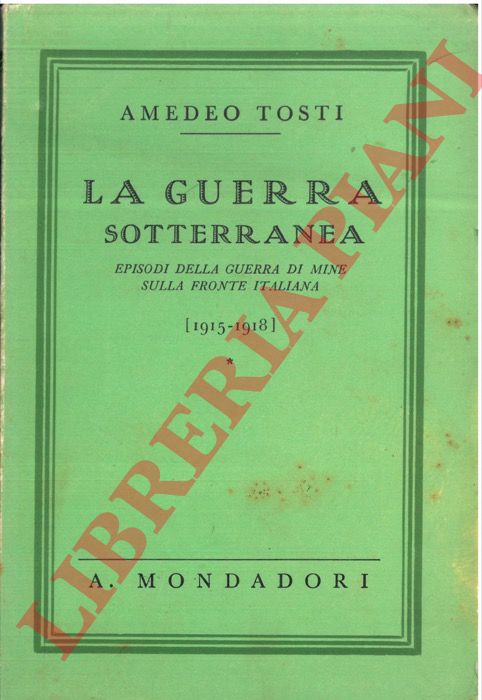 AMEDEO TOSTI
LA GUERRA
SOTTERRANEA
EPISODI DELLA GUERRA DI MINE
SULLA FRONTE ITALIANA
[1915-1918]
*
A. MONDADORI
LIBRERIA PIANI